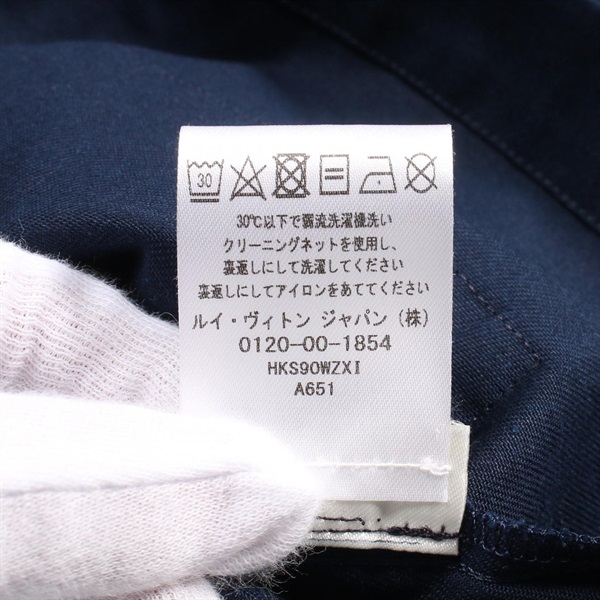 30
30℃以下で弱流洗濯機洗い
クリーニングネットを使用し、
裏返しにして洗濯してください
裏返しにしてアイロンをあててください
ルイ・ヴィトン ジャパン (株)
0120-00-1854
HKS90WZXI
A651